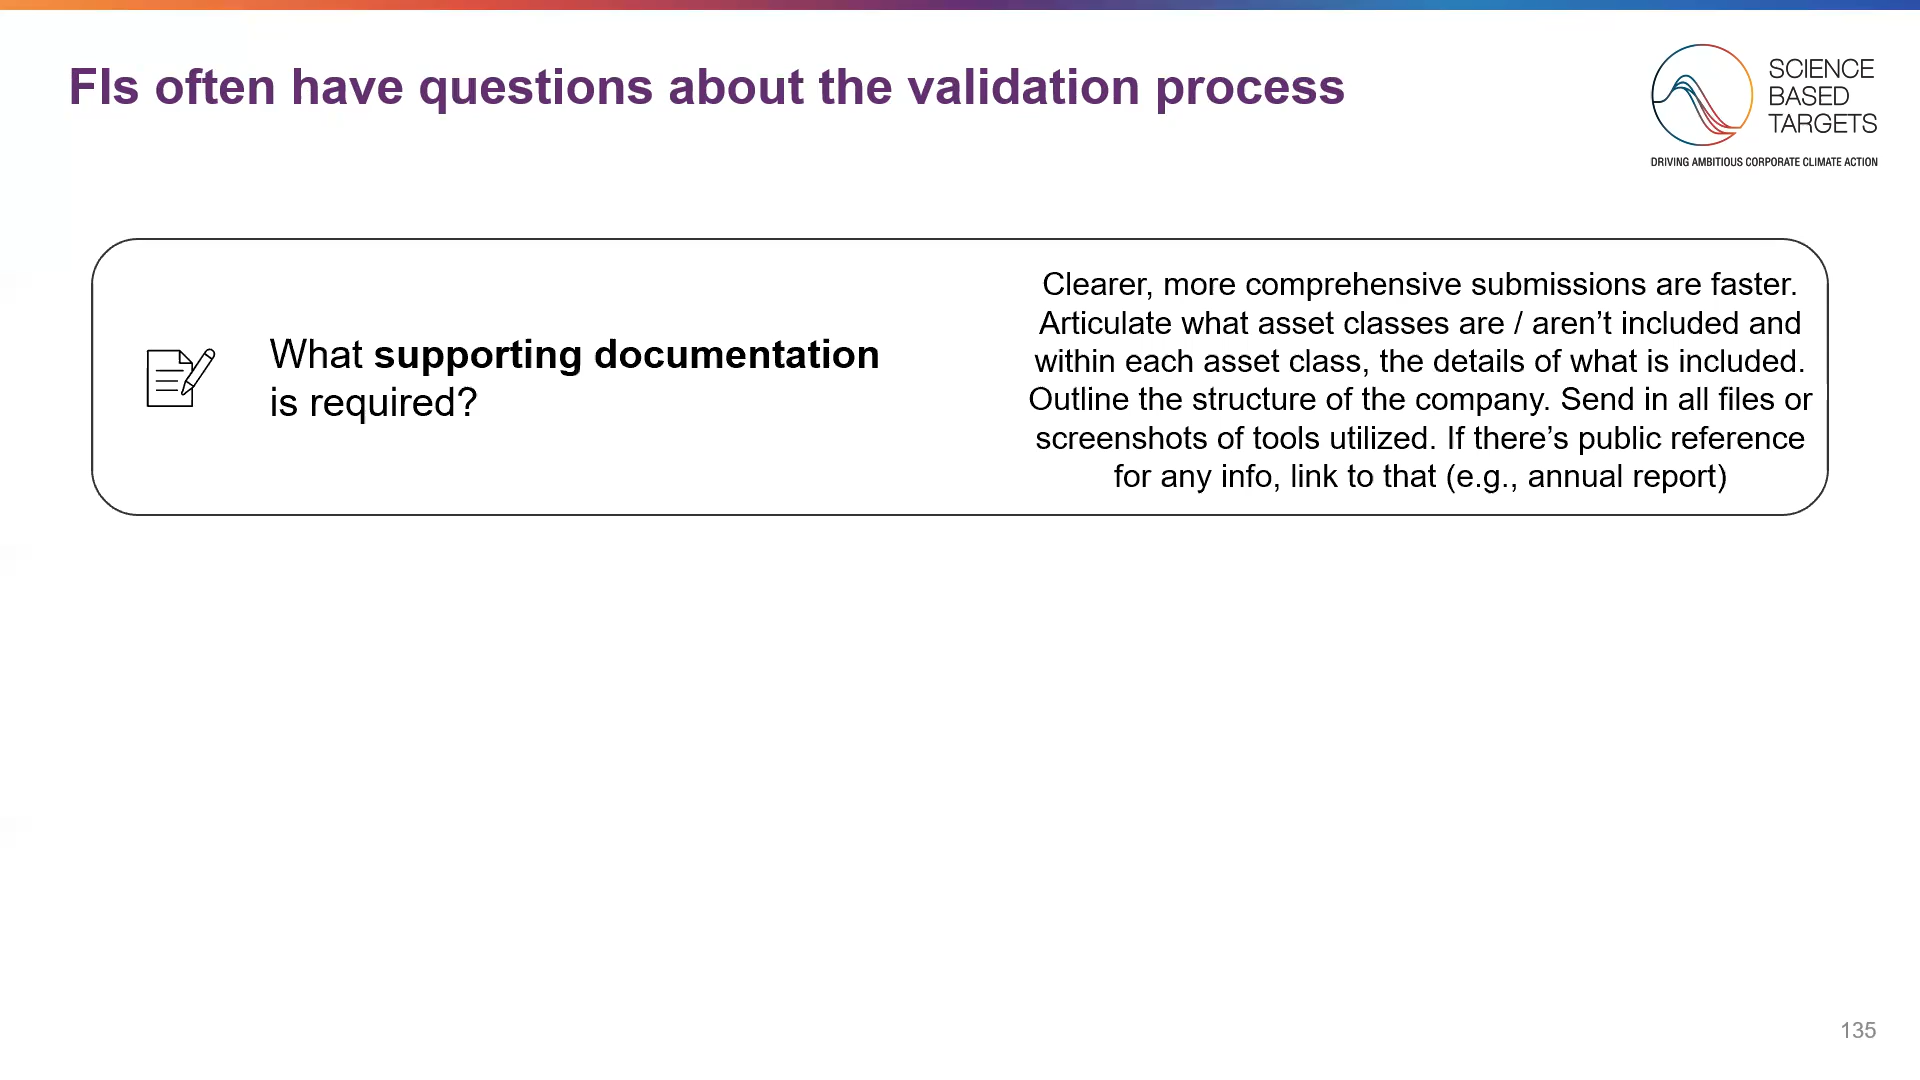 FIs often have questions about the validation process
SCIENCE
BASED
TARGETS
DRIVING AMBITIOUS CORPORATE CLIMATE ACTION
What supporting documentation
is required?
Clearer, more comprehensive submissions are faster.
Articulate what asset classes are / aren’t included and
within each asset class, the details of what is included.
Outline the structure of the company. Send in all files or
screenshots of tools utilized. If there’s public reference
for any info, link to that (e.g., annual report)
135